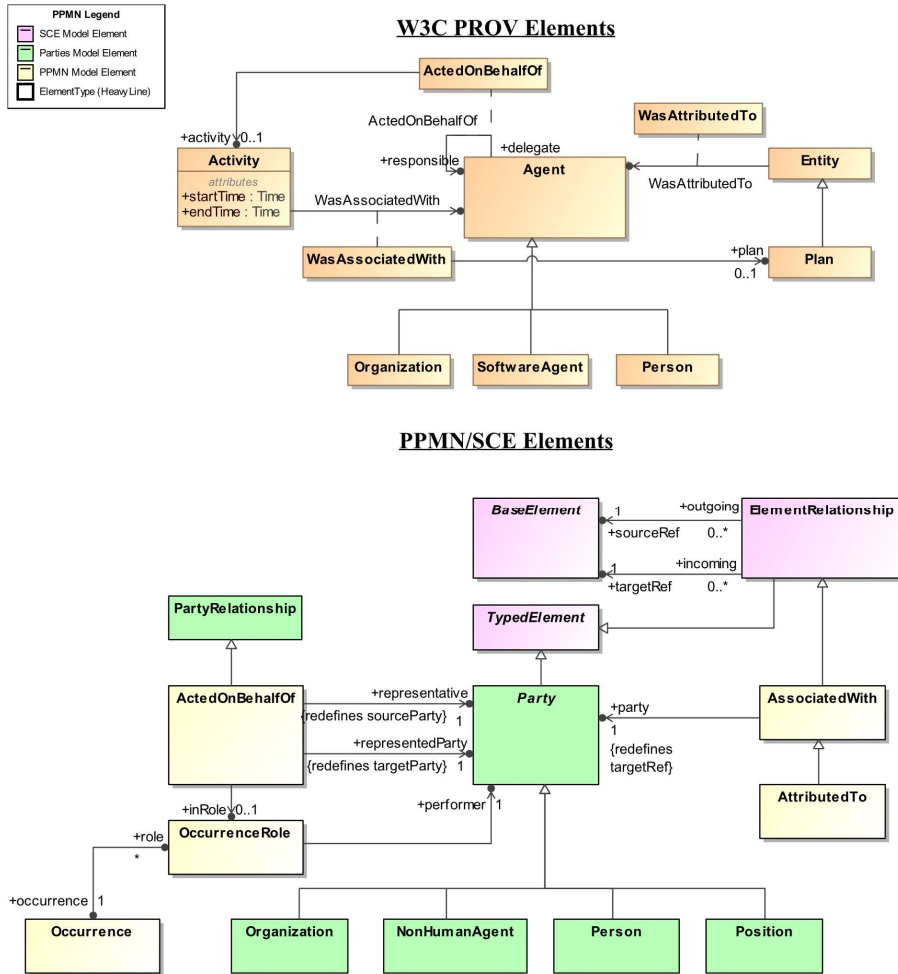 PPMN Legend
SCE Model Element
Parties Model Element
PPMN Model Element
ElementType (Heavy Line)
W3C PROV Elements
ActedOnBehalfOf
ActedOnBehalfOf
WasAttributedTo
+activity 0..1
+responsible
+delegate
Activity
attributes
+startTime : Time
+endTime : Time
Agent
Entity
WasAttributedTo
WasAssociatedWith
WasAssociatedWith
+plan
0..1
Plan
Organization
SoftwareAgent
Person
PPMN/SCE Elements
BaseElement
1
+outgoing
ElementRelationship
+sourceRef
0..*
1
+incoming
+targetRef
0..*
PartyRelationship
TypedElement
ActedOnBehalfOf
+representative
{redefines sourceParty} 1
Party
+party
1
{redefines
targetRef}
AssociatedWith
+representedParty
{redefines targetParty} 1
AttributedTo
+inRole 0..1
+performer 1
+role
*
OccurrenceRole
+occurrence 1
Occurrence
Organization
NonHumanAgent
Person
Position